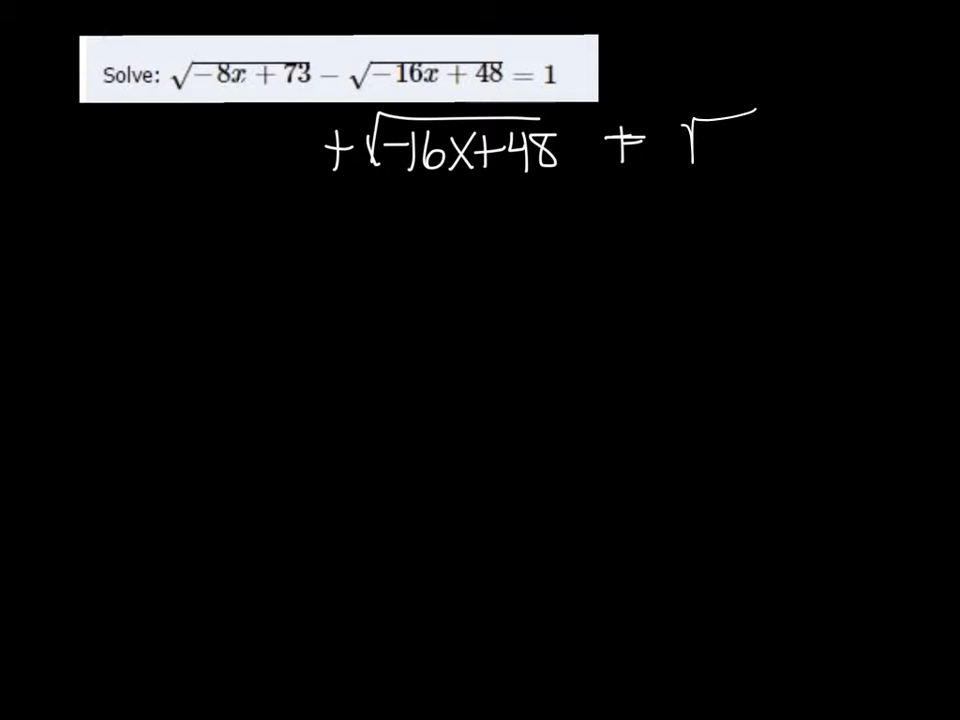 Solve: √(−8x + 73) − √(−16x + 48) = 1
+√(−16x+48) += √